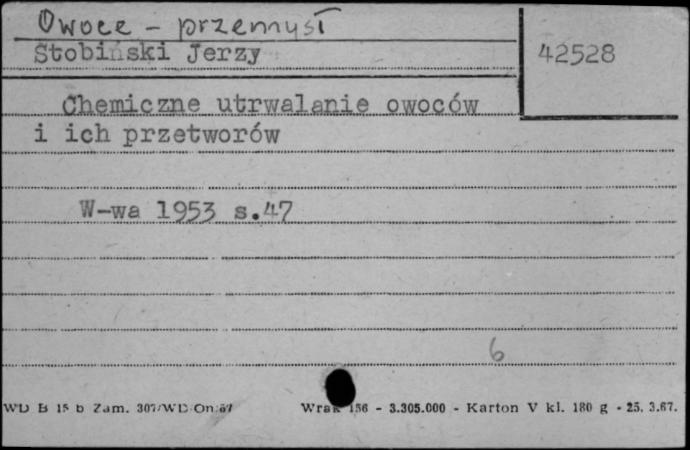 Owoce - przemysł
Stobiński Jerzy
42528
Chemiczne utrwalanie owoców
i ich przetworów
W-wa 1953 s.47
6
WD B 15 b Zam. 307/WD/On/57 Wrak 156 - 3.305.000 - Karton V kl. 180 g - 25. 3.67.